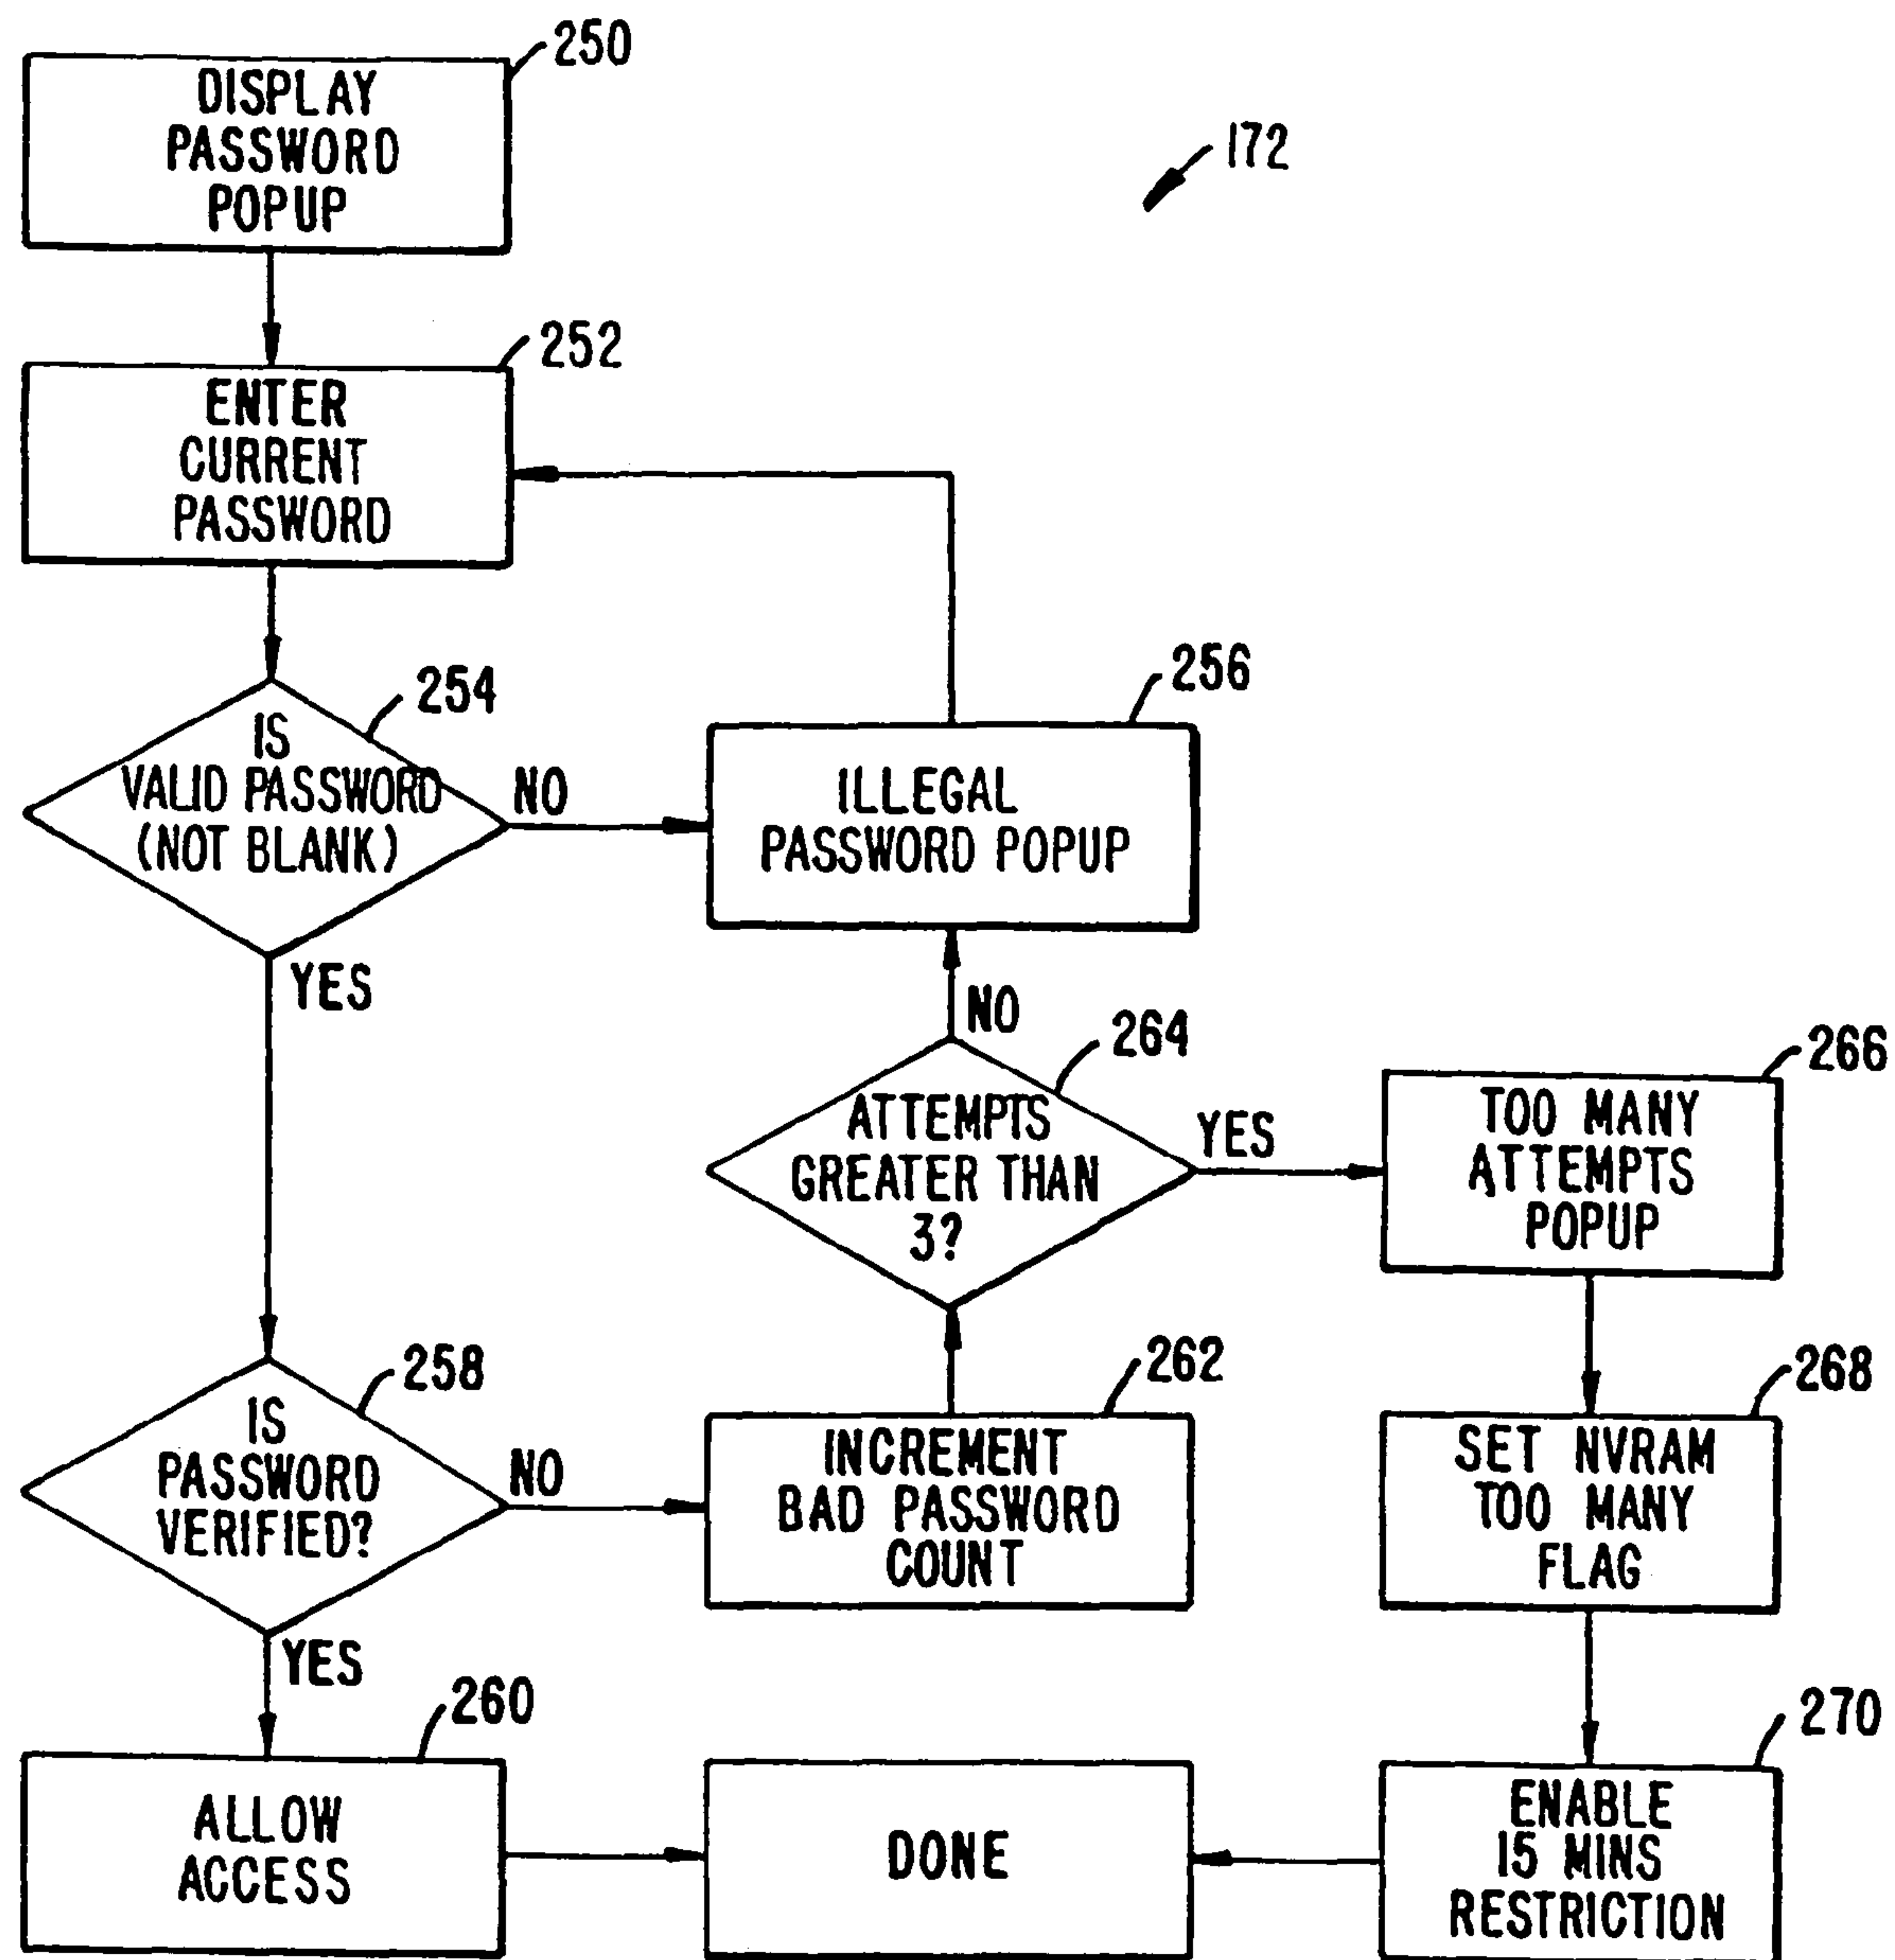 250
DISPLAY
PASSWORD
POPUP
172
252
ENTER
CURRENT
PASSWORD
254
IS
VALID PASSWORD
(NOT BLANK)
NO
YES
256
ILLEGAL
PASSWORD POPUP
NO
264
ATTEMPTS
GREATER THAN
3?
YES
266
TOO MANY
ATTEMPTS
POPUP
258
IS
PASSWORD
VERIFIED?
NO
YES
262
INCREMENT
BAD PASSWORD
COUNT
268
SET NVRAM
TOO MANY
FLAG
260
ALLOW
ACCESS
DONE
270
ENABLE
15 MINS
RESTRICTION